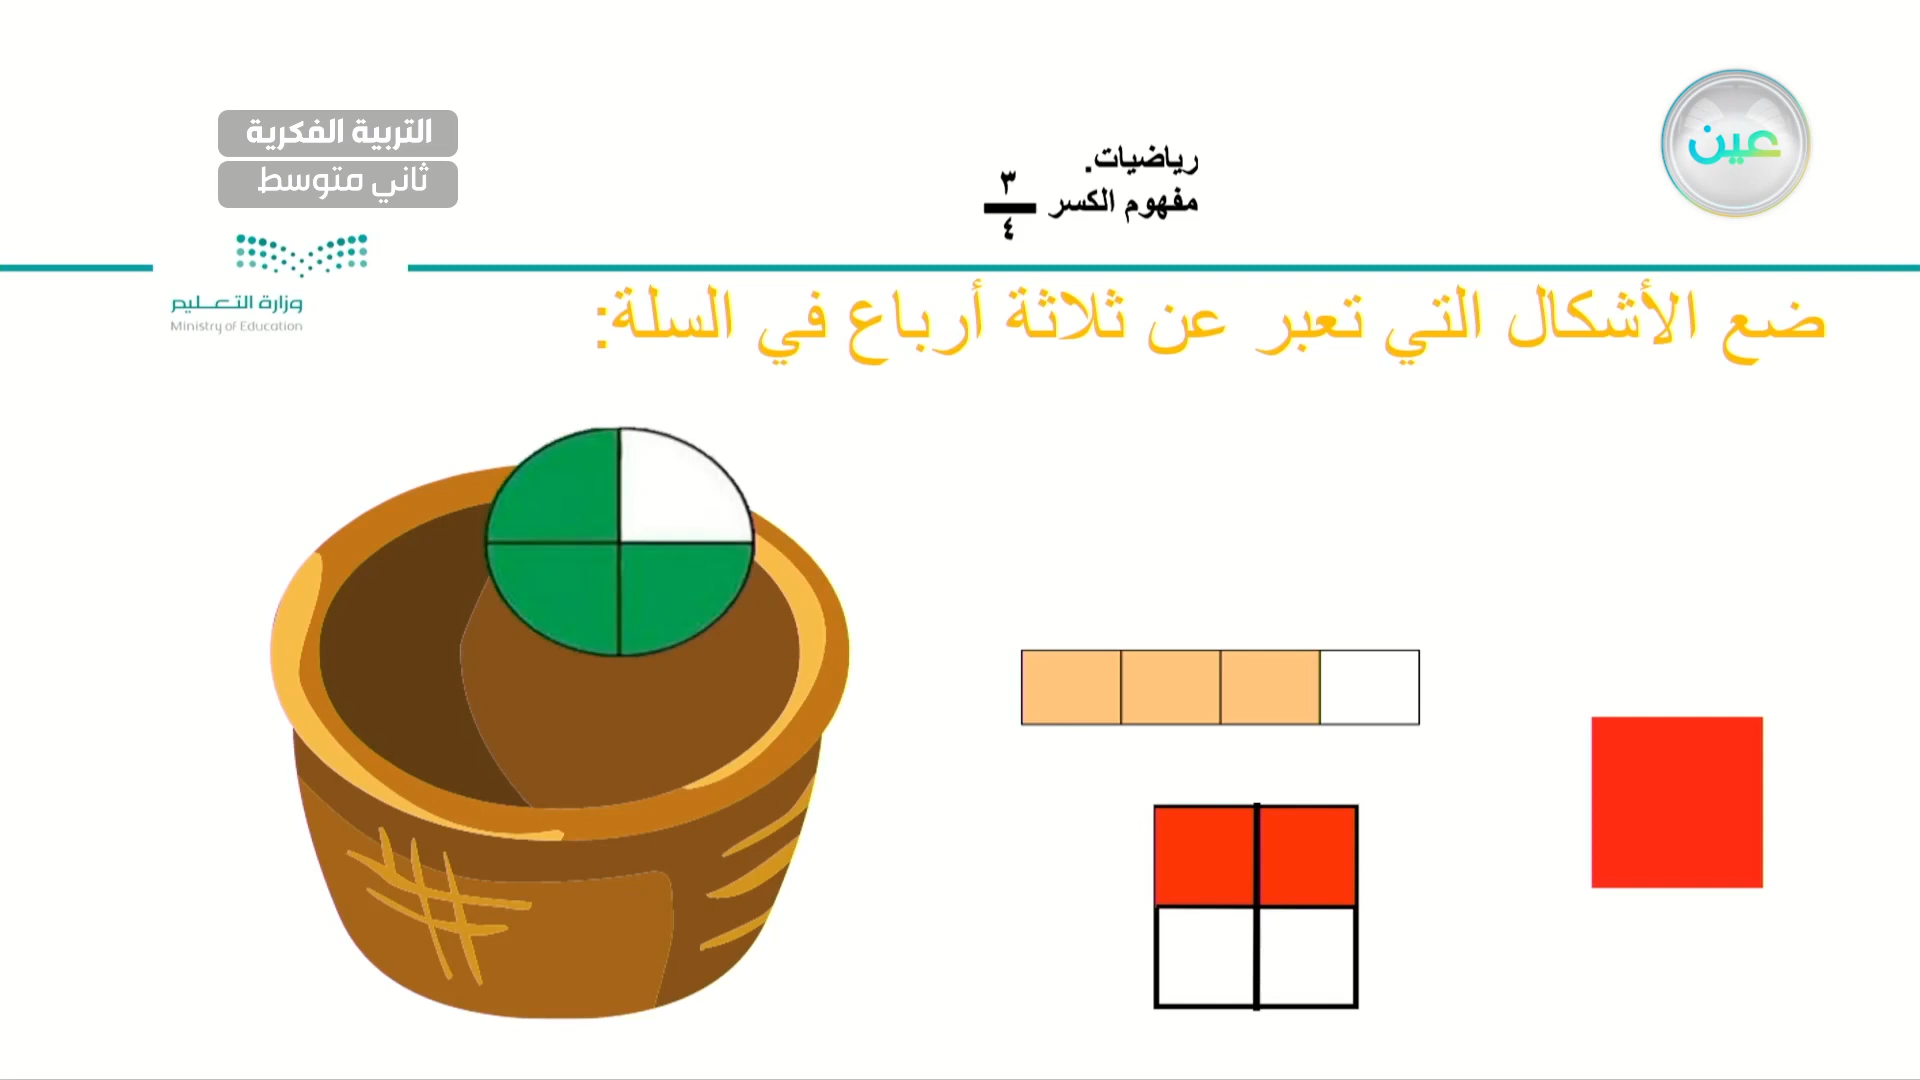 التربية الفكرية
ثاني متوسط
رياضيات.
مفهوم الكسر ٣/٤
عين
وزارة التعـــليم
Ministry of Education
ضع الأشكال التي تعبر عن ثلاثة أرباع في السلة: